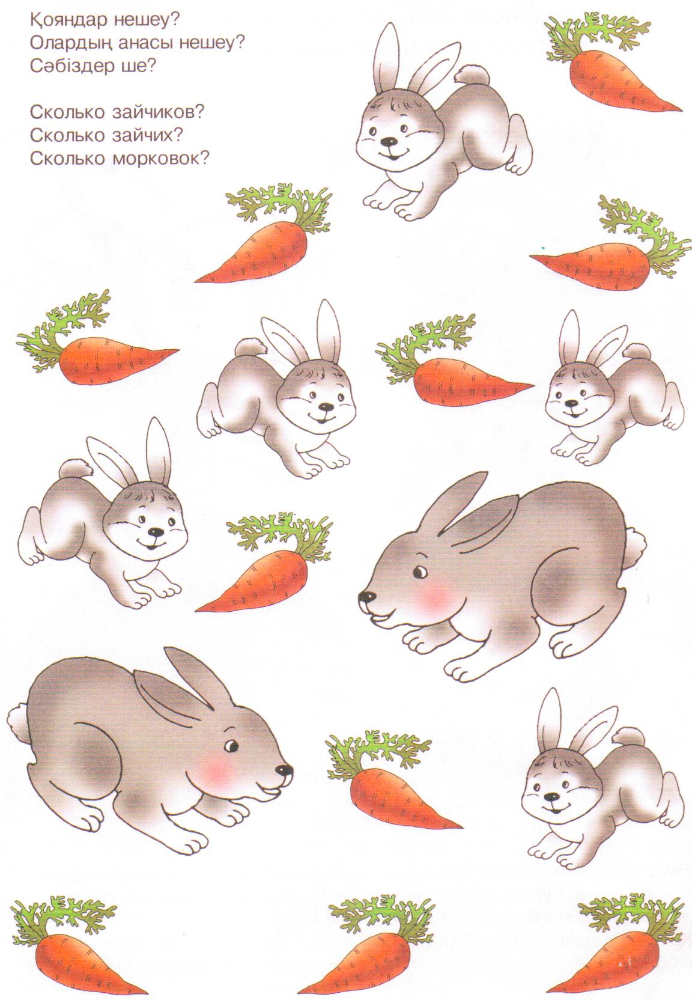 Қояндар нешеу?
Олардың анасы нешеу?
Сәбіздер ше?
Сколько зайчиков?
Сколько зайчих?
Сколько морковок?